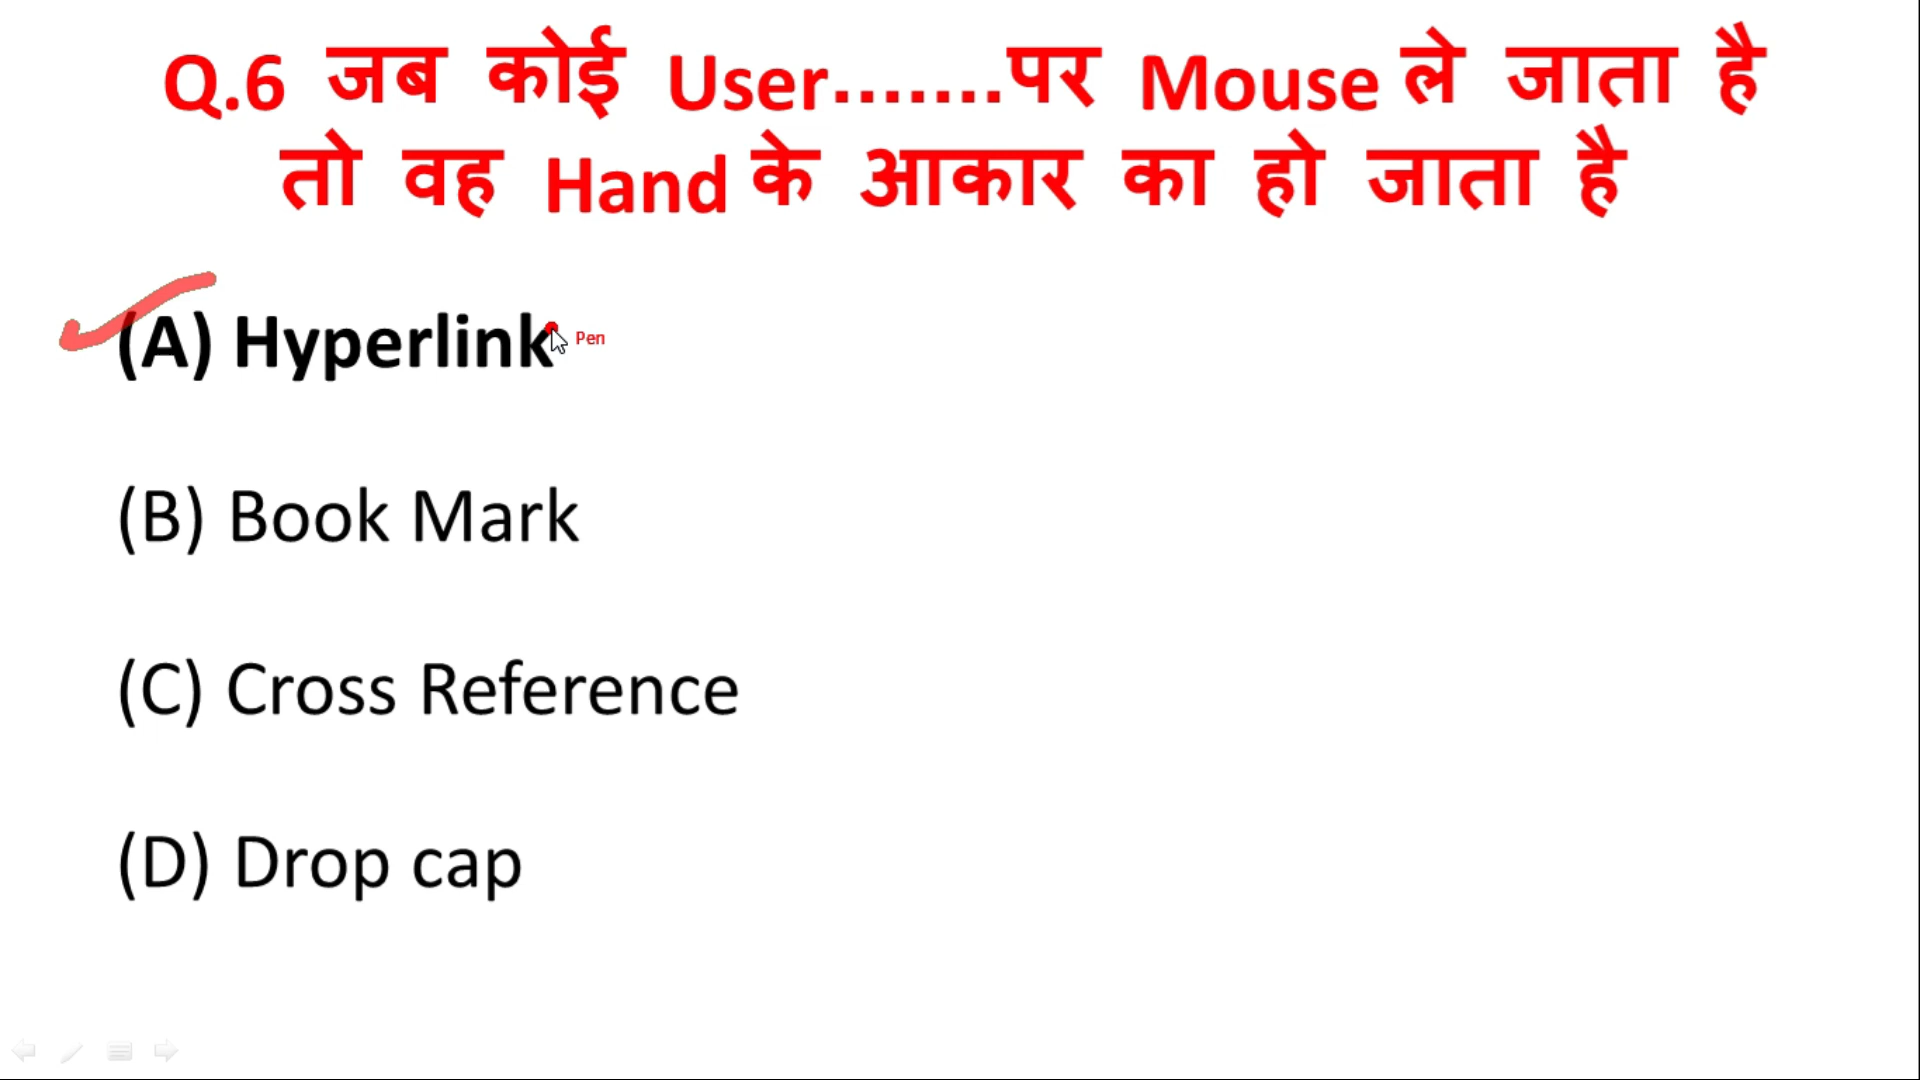 Q.6 जब कोई User.......पर Mouse ले जाता है
तो वह Hand के आकार का हो जाता है
(A) Hyperlink
Pen
(B) Book Mark
(C) Cross Reference
(D) Drop cap